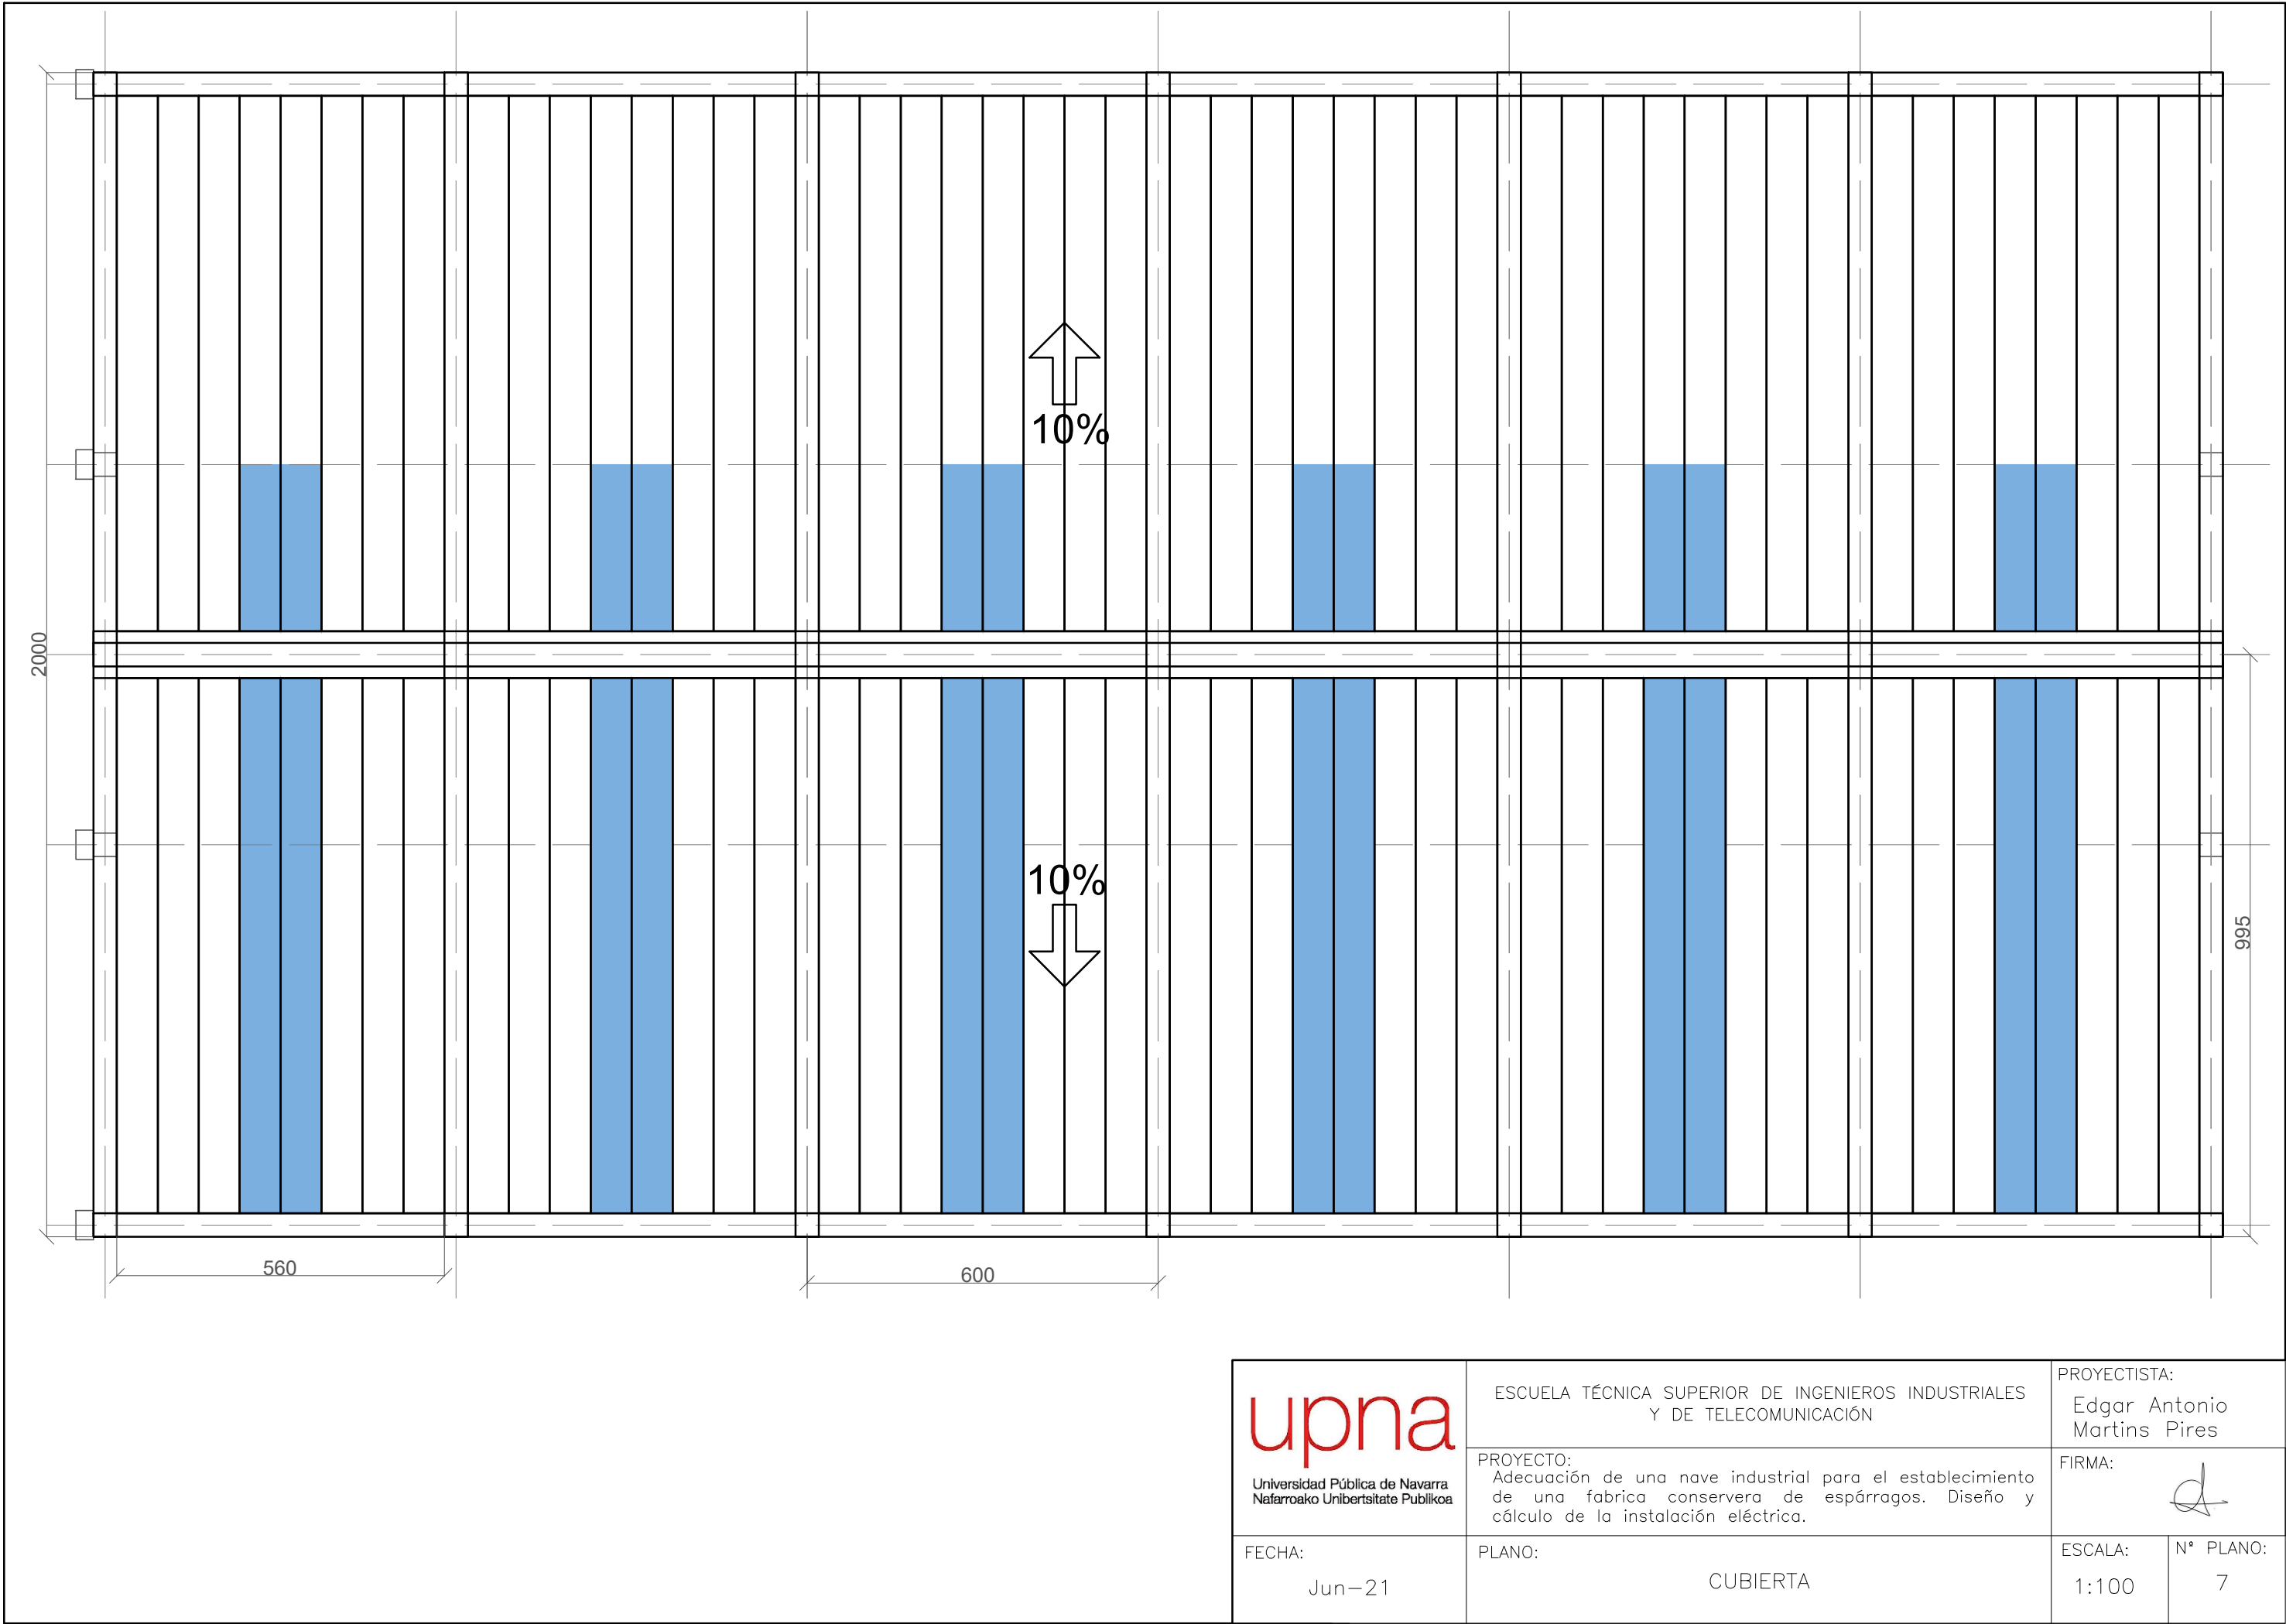 10%
2000
10%
995
560
600
upna
Universidad Pública de Navarra
Nafarroako Unibertsitate Publikoa
ESCUELA TÉCNICA SUPERIOR DE INGENIEROS INDUSTRIALES
Y DE TELECOMUNICACIÓN
PROYECTISTA:
Edgar Antonio
Martins Pires
PROYECTO:
Adecuación de una nave industrial para el establecimiento
de una fabrica conservera de espárragos. Diseño y
cálculo de la instalación eléctrica.
FIRMA:
FECHA:
Jun-21
PLANO:
CUBIERTA
ESCALA:
1:100
Nº PLANO:
7